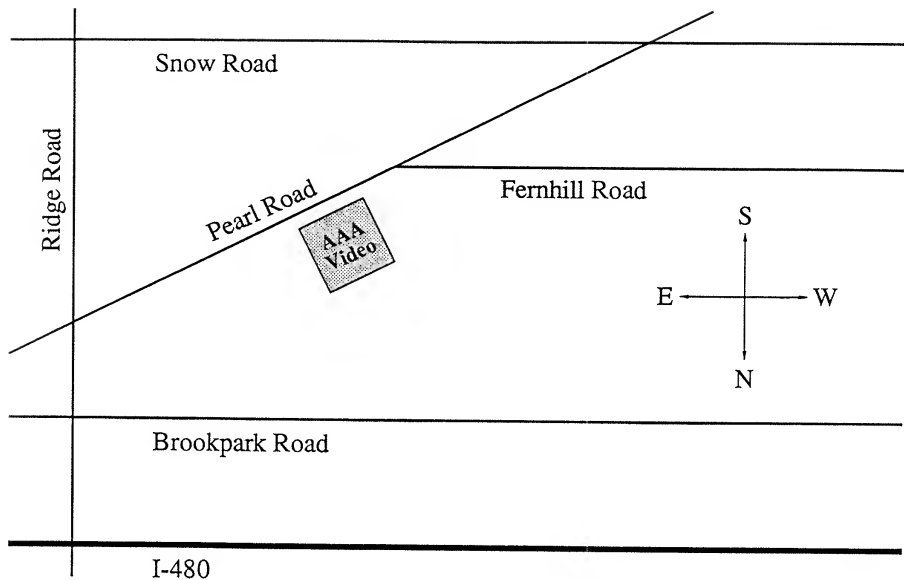 Snow Road
Ridge Road
Pearl Road
Fernhill Road
AAA
Video
S
E
W
N
Brookpark Road
I-480